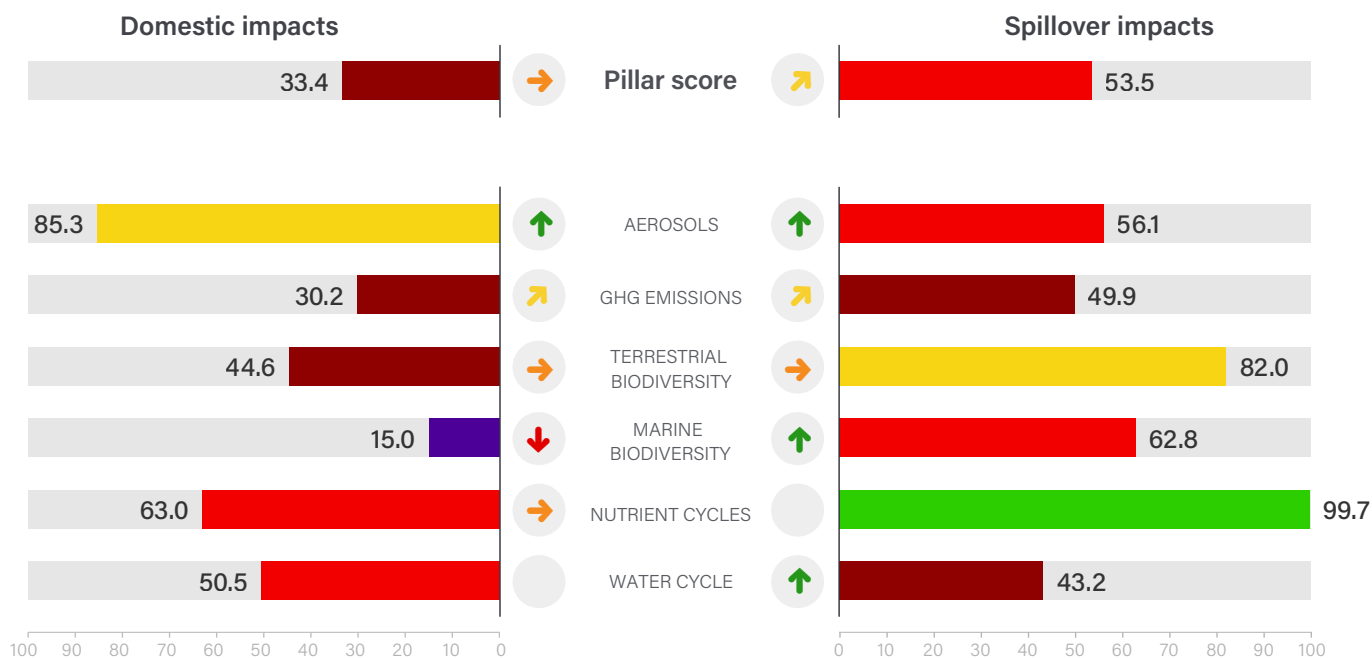 Domestic impacts
Spillover impacts
33.4
Pillar score
53.5
85.3
AEROSOLS
56.1
30.2
GHG EMISSIONS
49.9
44.6
TERRESTRIAL
BIODIVERSITY
82.0
15.0
MARINE
BIODIVERSITY
62.8
63.0
NUTRIENT CYCLES
99.7
50.5
WATER CYCLE
43.2
100 90 80 70 60 50 40 30 20 10 0
0 10 20 30 40 50 60 70 80 90 100